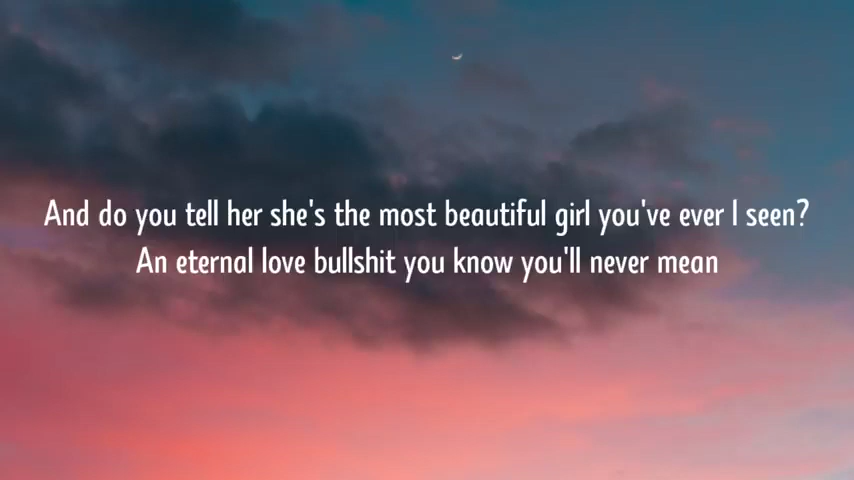 And do you tell her she's the most beautiful girl you've ever I seen?
An eternal love bullshit you know you'll never mean